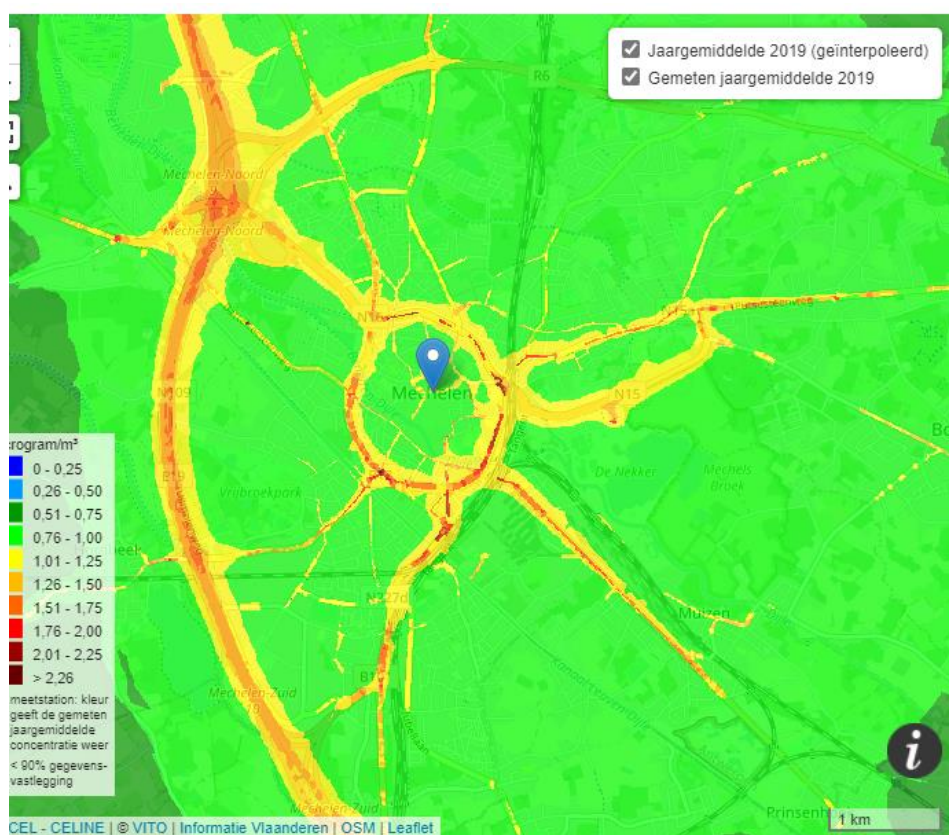 Jaargemiddelde 2019 (geïnterpoleerd)
Gemeten jaargemiddelde 2019
R6
Mechelen-Noord
Mechelen-Noord
N15
Mechelen
N109
E19
De Nekker
Mechels
Broek
Vrijbroekpark
Muizen
N227d
Mechelen-Zuid
Mechelen-Zuid
Prinsenh
1 km
crogram/m³
0 - 0,25
0,26 - 0,50
0,51 - 0,75
0,76 - 1,00
1,01 - 1,25
1,26 - 1,50
1,51 - 1,75
1,76 - 2,00
2,01 - 2,25
> 2,26
meetstation: kleur
geeft de gemeten
jaargemiddelde
concentratie weer
< 90% gegevens-
vastlegging
i
CEL - CELINE | © VITO | Informatie Vlaanderen | OSM | Leaflet